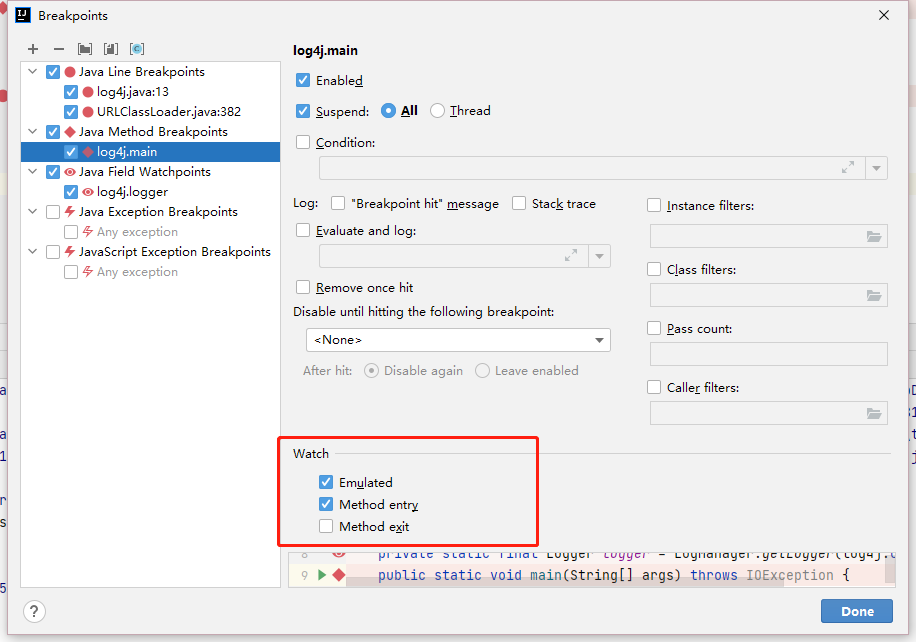 Breakpoints
Java Line Breakpoints
log4j.java:13
URLClassLoader.java:382
Java Method Breakpoints
log4j.main
Java Field Watchpoints
log4j.logger
Java Exception Breakpoints
Any exception
JavaScript Exception Breakpoints
Any exception
log4j.main
Enabled
Suspend: All Thread
Condition:
Log: "Breakpoint hit" message Stack trace
Evaluate and log:
Remove once hit
Disable until hitting the following breakpoint:
<None>
After hit: Disable again Leave enabled
Instance filters:
Class filters:
Pass count:
Caller filters:
Watch
Emulated
Method entry
Method exit
8 private static final Logger logger = LogManager.getLogger(log4j.
9 public static void main(String[] args) throws IOException {
?
Done